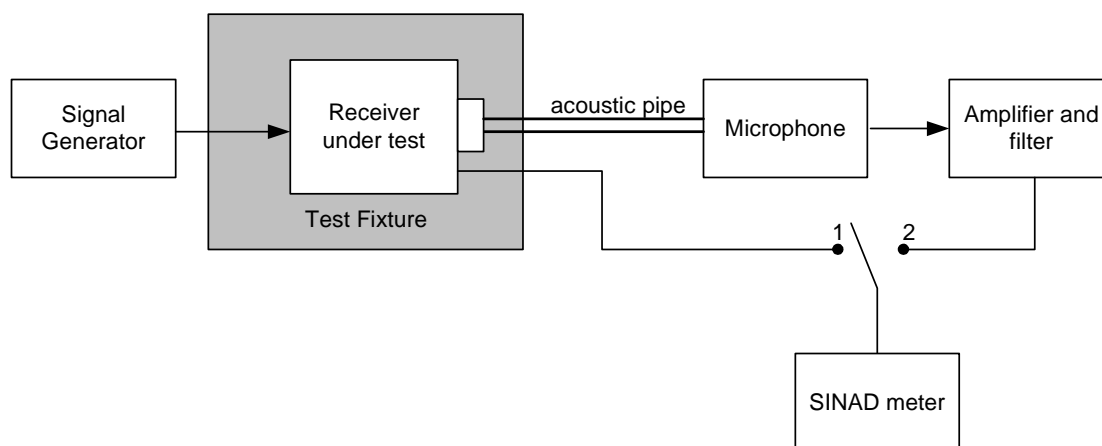 Signal
Generator
Receiver
under test
Test Fixture
acoustic pipe
Microphone
Amplifier and
filter
1
2
SINAD meter